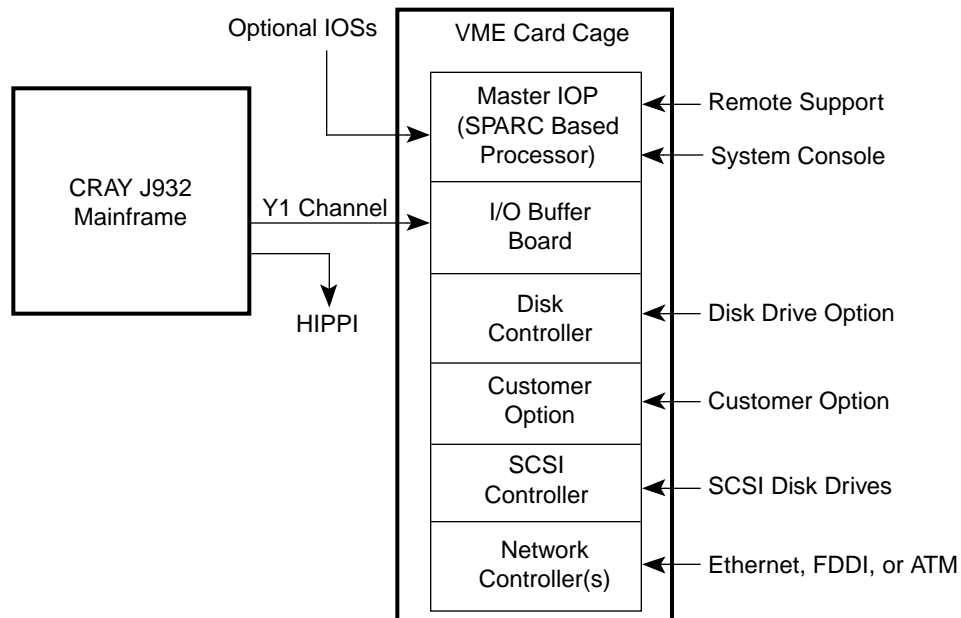 Optional IOSs
VME Card Cage
CRAY J932
Mainframe
Y1 Channel
HIPPI
Master IOP
(SPARC Based
Processor)
I/O Buffer
Board
Disk
Controller
Customer
Option
SCSI
Controller
Network
Controller(s)
Remote Support
System Console
Disk Drive Option
Customer Option
SCSI Disk Drives
Ethernet, FDDI, or ATM